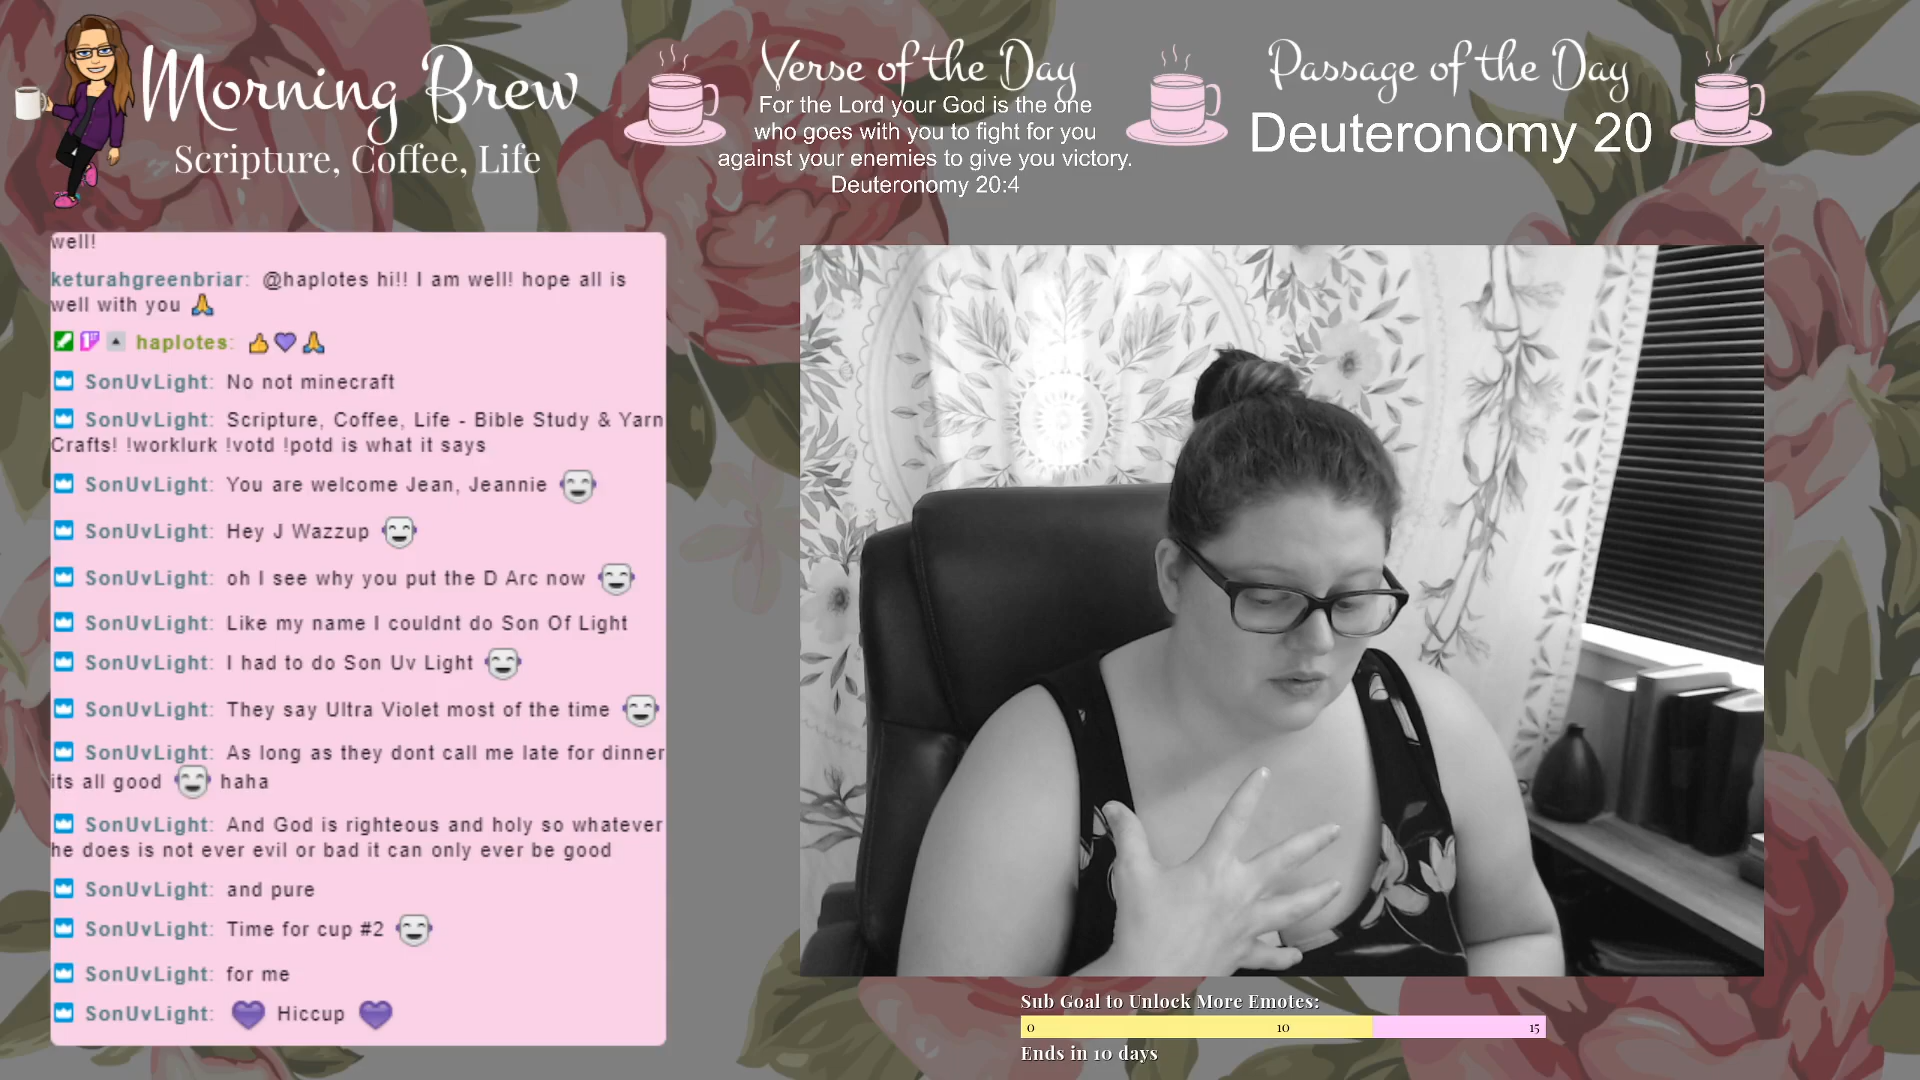 Morning Brew
Scripture, Coffee, Life
Verse of the Day
For the Lord your God is the one
who goes with you to fight for you
against your enemies to give you victory.
Deuteronomy 20:4
Passage of the Day
Deuteronomy 20
well!
keturahgreenbriar: @haplotes hi!! I am well! hope all is
well with you 🙏
haplotes: 👍💜🙏
SonUvLight: No not minecraft
SonUvLight: Scripture, Coffee, Life - Bible Study & Yarn
Crafts! !worklurk !votd !potd is what it says
SonUvLight: You are welcome Jean, Jeannie
SonUvLight: Hey J Wazzup
SonUvLight: oh I see why you put the D Arc now
SonUvLight: Like my name I couldnt do Son Of Light
SonUvLight: I had to do Son Uv Light
SonUvLight: They say Ultra Violet most of the time
SonUvLight: As long as they dont call me late for dinner
its all good haha
SonUvLight: And God is righteous and holy so whatever
he does is not ever evil or bad it can only ever be good
SonUvLight: and pure
SonUvLight: Time for cup #2
SonUvLight: for me
SonUvLight: 💜 Hiccup 💜
Sub Goal to Unlock More Emotes:
0 10 15
Ends in 10 days